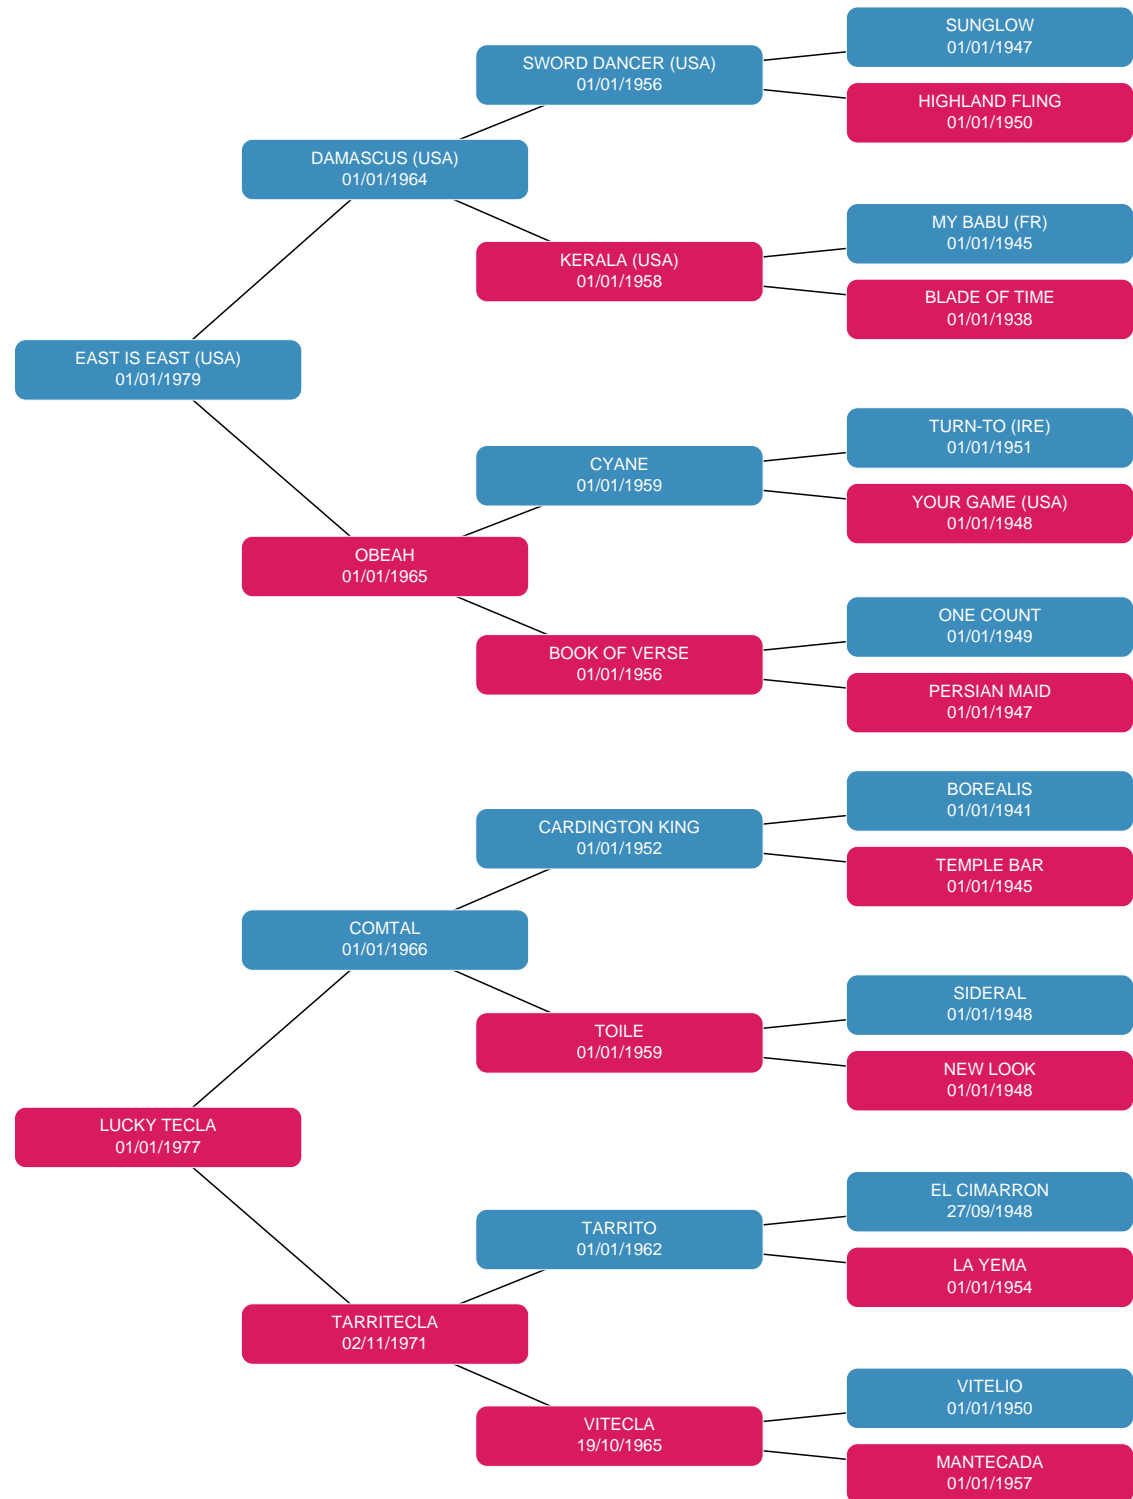 SUNGLOW
01/01/1947
SWORD DANCER (USA)
01/01/1956
HIGHLAND FLING
01/01/1950
DAMASCUS (USA)
01/01/1964
MY BABU (FR)
01/01/1945
KERALA (USA)
01/01/1958
BLADE OF TIME
01/01/1938
EAST IS EAST (USA)
01/01/1979
TURN-TO (IRE)
01/01/1951
CYANE
01/01/1959
YOUR GAME (USA)
01/01/1948
OBEAH
01/01/1965
ONE COUNT
01/01/1949
BOOK OF VERSE
01/01/1956
PERSIAN MAID
01/01/1947
BOREALIS
01/01/1941
CARDINGTON KING
01/01/1952
TEMPLE BAR
01/01/1945
COMTAL
01/01/1966
SIDERAL
01/01/1948
TOILE
01/01/1959
NEW LOOK
01/01/1948
LUCKY TECLA
01/01/1977
EL CIMARRON
27/09/1948
TARRITO
01/01/1962
LA YEMA
01/01/1954
TARRITECLA
02/11/1971
VITELIO
01/01/1950
VITECLA
19/10/1965
MANTECADA
01/01/1957